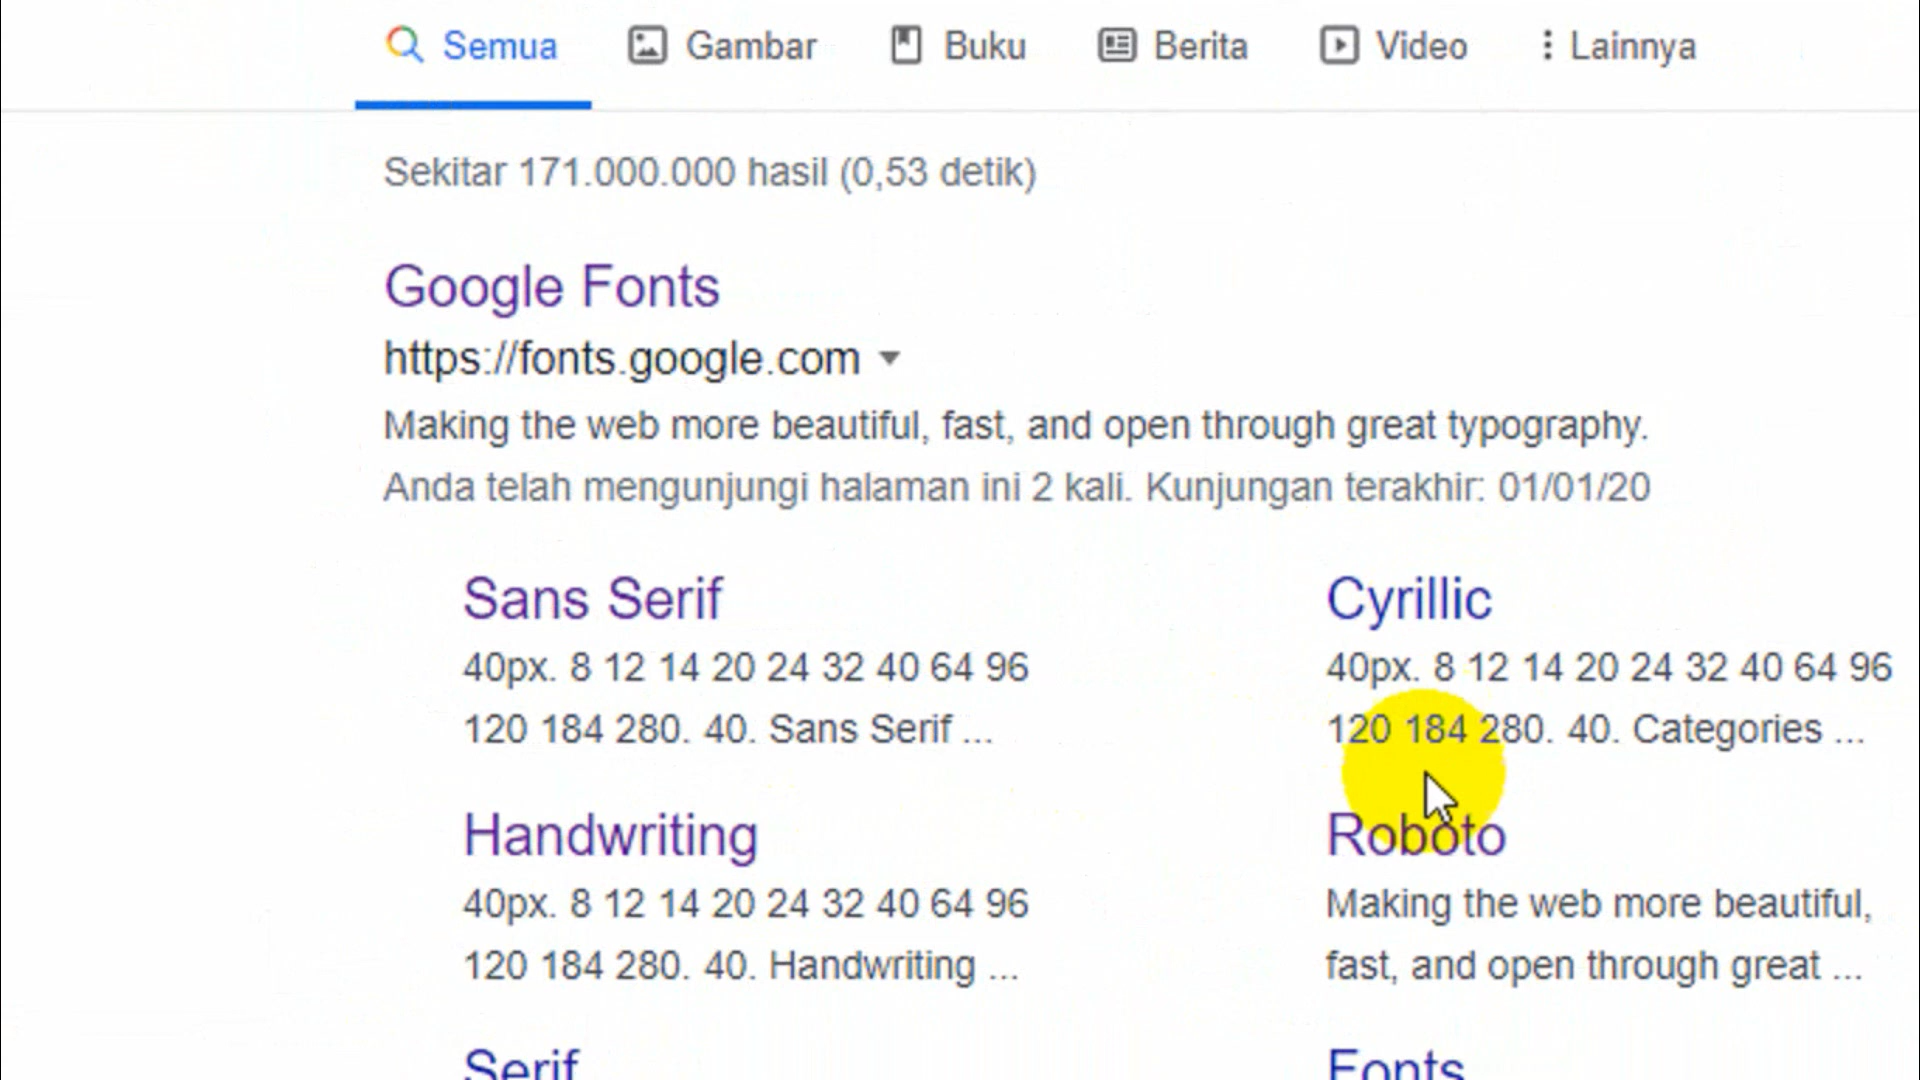 Semua Gambar Buku Berita Video Lainnya
Sekitar 171.000.000 hasil (0,53 detik)
Google Fonts
https://fonts.google.com
Making the web more beautiful, fast, and open through great typography.
Anda telah mengunjungi halaman ini 2 kali. Kunjungan terakhir: 01/01/20
Sans Serif
40px. 8 12 14 20 24 32 40 64 96
120 184 280. 40. Sans Serif ...
Cyrillic
40px. 8 12 14 20 24 32 40 64 96
120 184 280. 40. Categories ...
Handwriting
40px. 8 12 14 20 24 32 40 64 96
120 184 280. 40. Handwriting ...
Roboto
Making the web more beautiful,
fast, and open through great ...
Serif
Fonts